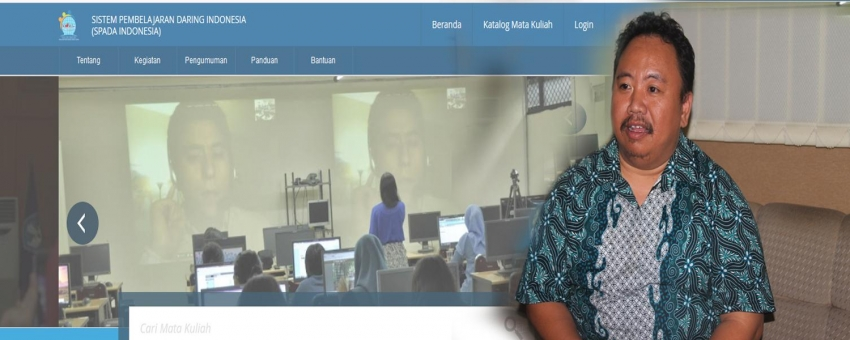 SISTEM PEMBELAJARAN DARING INDONESIA
(SPADA INDONESIA)
Beranda Katalog Mata Kuliah Login
Tentang Kegiatan Pengumuman Panduan Bantuan
Cari Mata Kuliah